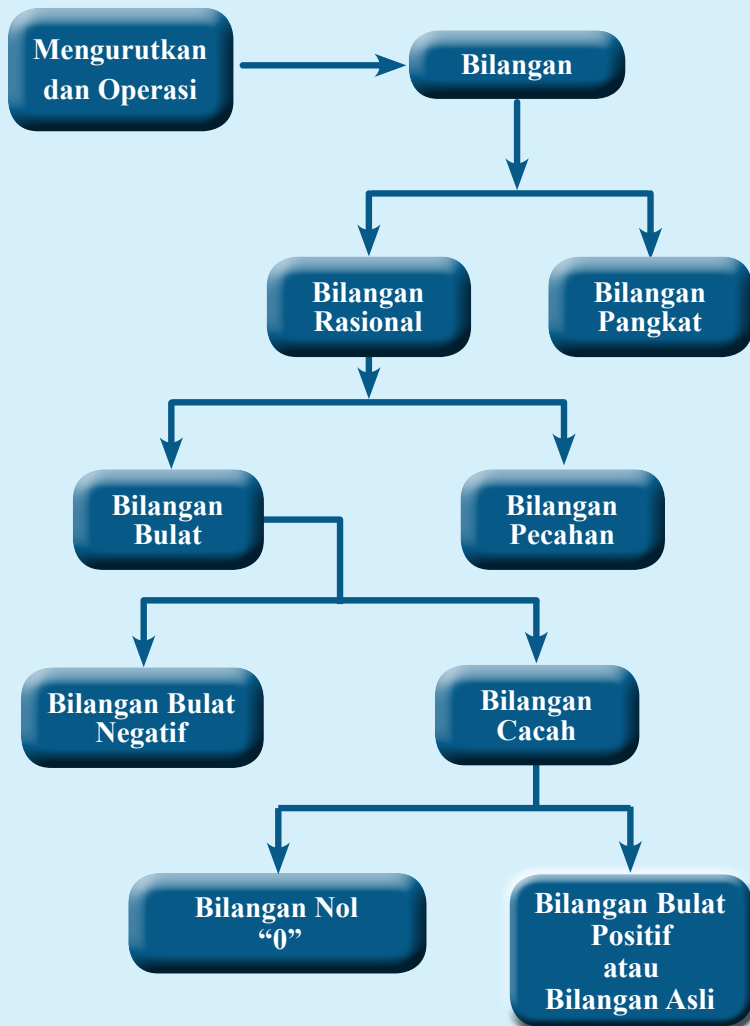 Mengurutkan
dan Operasi
Bilangan
Bilangan
Rasional
Bilangan
Pangkat
Bilangan
Bulat
Bilangan
Pecahan
Bilangan Bulat
Negatif
Bilangan
Cacah
Bilangan Nol
“0”
Bilangan Bulat
Positif
atau
Bilangan Asli